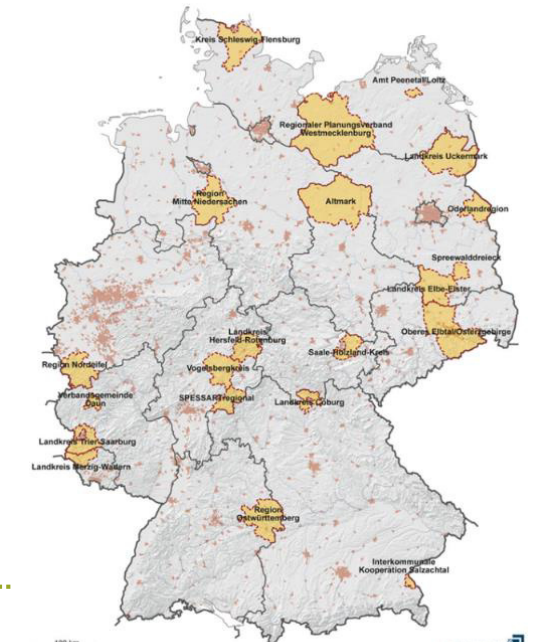 Kreis Schleswig-Flensburg
Amt Peenetal/Loitz
Regionaler Planungsverband
Westmecklenburg
Landkreis Uckermark
Region
Mitte Niedersachsen
Altmark
Oderlandregion
Spreewalddreieck
Landkreis Elbe-Elster
Landkreis
Hersfeld-Rotenburg
Oberes Elbtal/Osterzgebirge
Saale-Holzland-Kreis
Region Nordeifel
Vogelsbergkreis
Verbandsgemeinde
Daun
SPESSARTregional
Landkreis Coburg
Landkreis Trier-Saarburg
Landkreis Merzig-Wadern
Region
Ostwürttemberg
Interkommunale
Kooperation Salzachtal